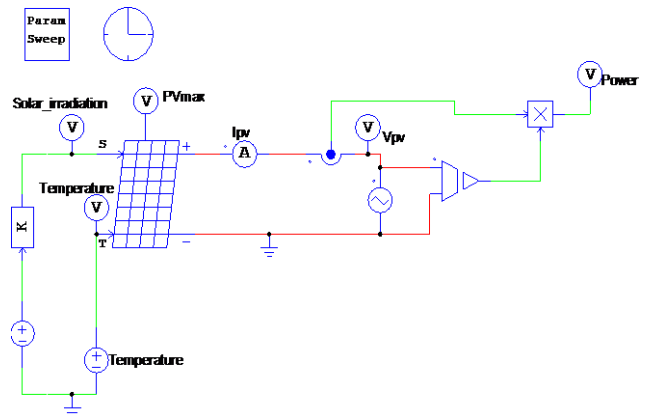 Param
Sweep
PVmax
V
Power
V
Solar_irradiation
V
S
+
Ipv
A
V
Vpv
Temperature
V
K
T
-
+
-
+
-
Temperature